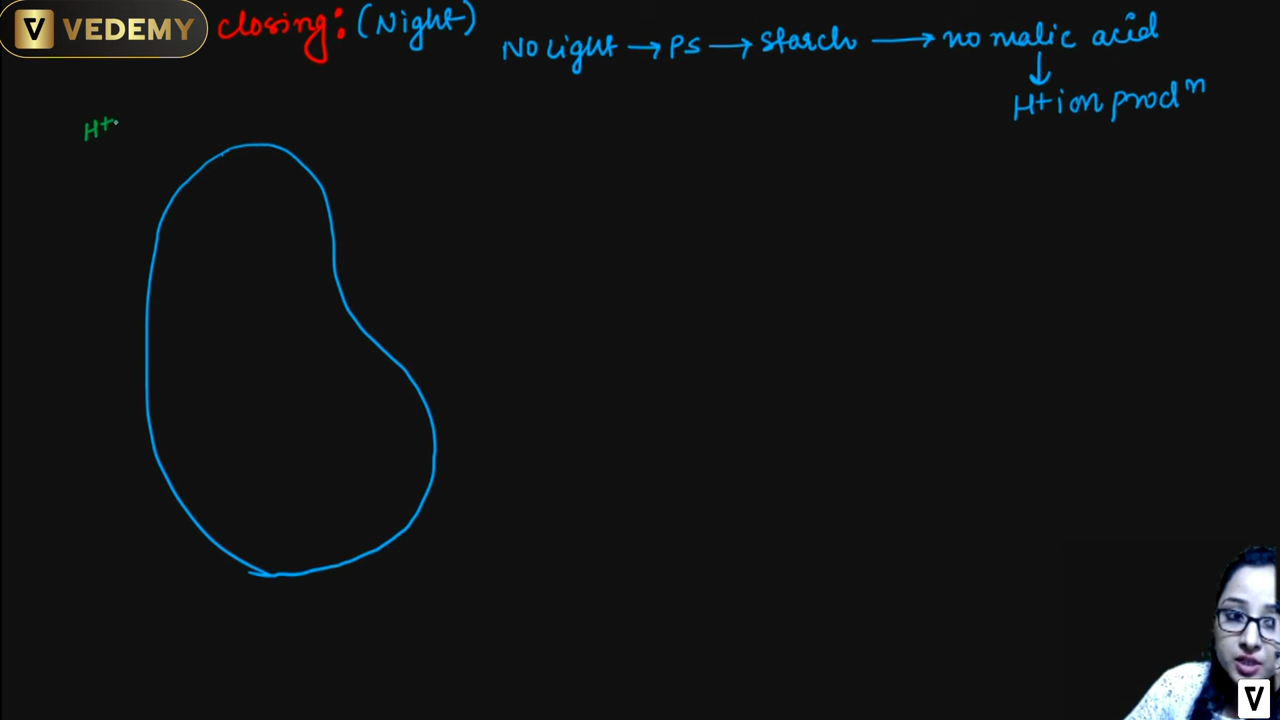 VEDEMY
closing: (Night)
No light → PS → starch → no malic acid
↓
H+ ion prodⁿ
H+